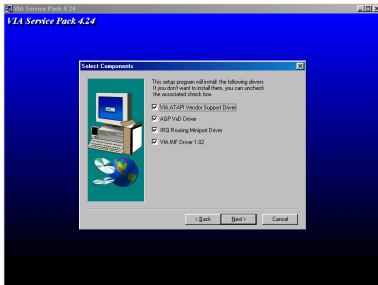 VIA Service Pack 4.24
VIA Service Pack 4.24
Select Components
This setup program will install the following drivers.
If you don't want to install them, you can uncheck
the associated check box.
VIA ATAPI Vendor Support Driver
AGP VxD Driver
IRQ Routing Miniport Driver
VIA INF Driver 1.02
< Back
Next >
Cancel